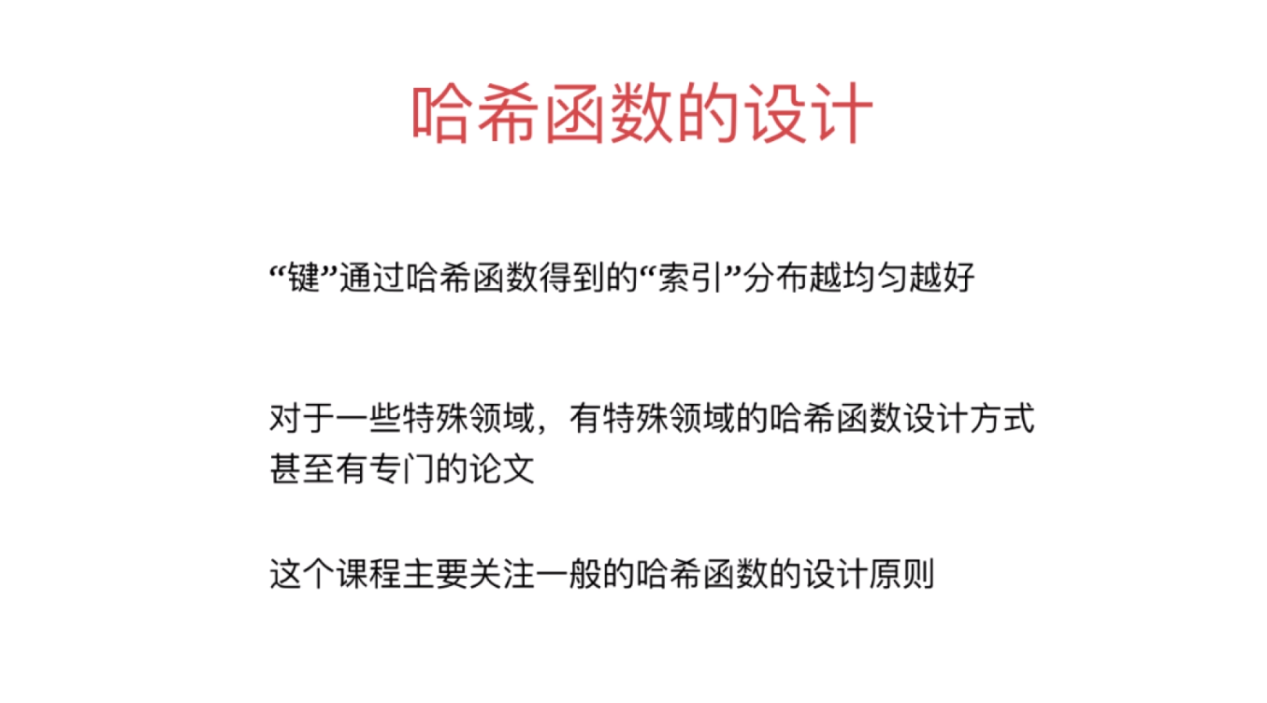 哈希函数的设计
“键”通过哈希函数得到的“索引”分布越均匀越好
对于一些特殊领域，有特殊领域的哈希函数设计方式
甚至有专门的论文
这个课程主要关注一般的哈希函数的设计原则